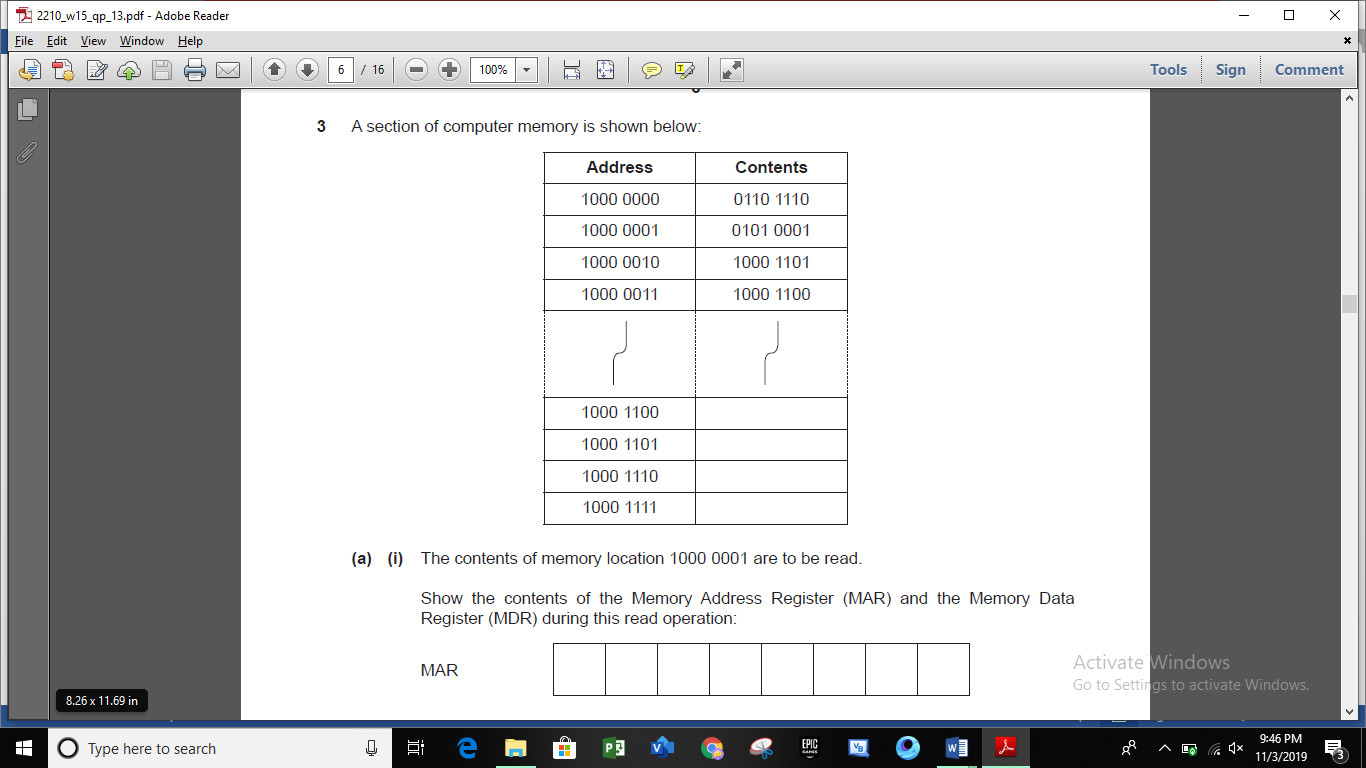 2210_w15_qp_13.pdf - Adobe Reader
File Edit View Window Help
6 / 16 100% Tools Sign Comment
3 A section of computer memory is shown below:
Address Contents
1000 0000 0110 1110
1000 0001 0101 0001
1000 0010 1000 1101
1000 0011 1000 1100
1000 1100
1000 1101
1000 1110
1000 1111
(a) (i) The contents of memory location 1000 0001 are to be read.
Show the contents of the Memory Address Register (MAR) and the Memory Data
Register (MDR) during this read operation:
MAR
Activate Windows
Go to Settings to activate Windows.
8.26 x 11.69 in
Type here to search
EPIC
GAMES
9:46 PM
11/3/2019
3